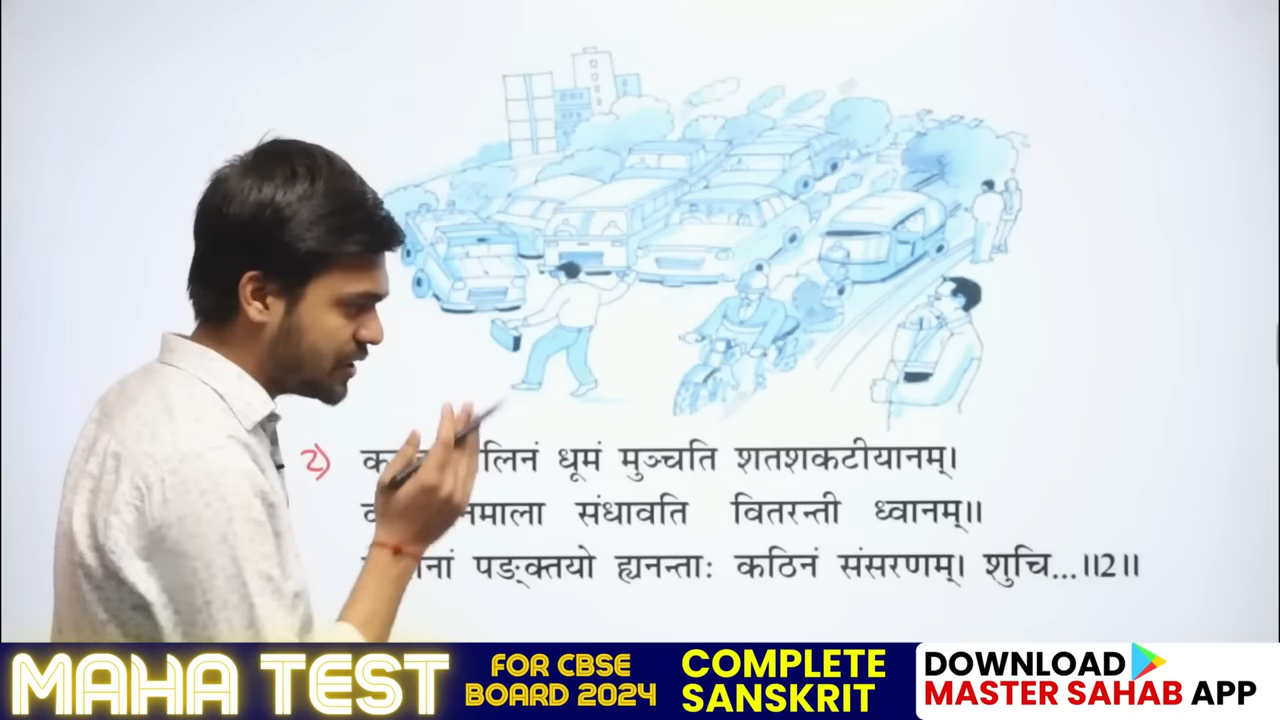 2) धूमं मुञ्चति शतशकटीयानम्।
संधावति वितरन्ती ध्वानम्॥
पङ्क्तयो ह्यनन्ताः कठिनं संसरणम्। शुचि...॥2॥
MAHA TEST FOR CBSE BOARD 2024 COMPLETE SANSKRIT DOWNLOAD MASTER SAHAB APP